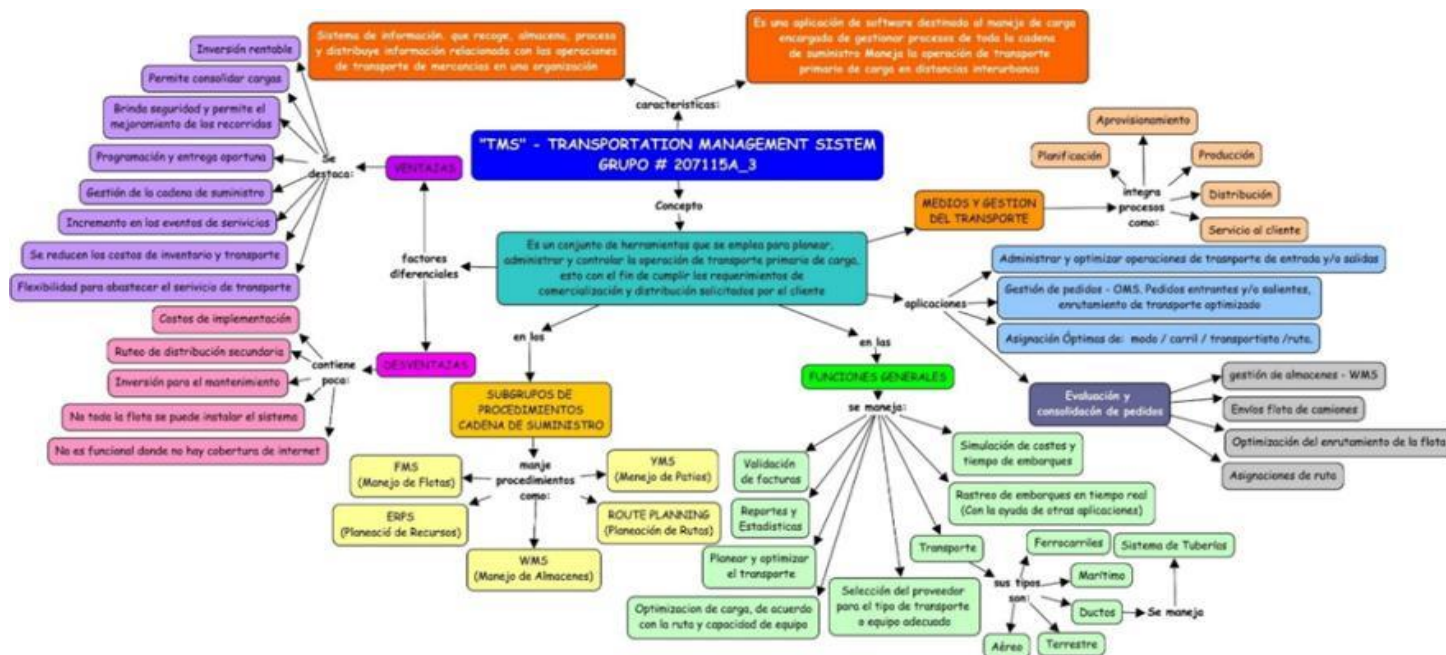 Sistema de información. que recoge, almacena, procesa
y distribuye información relacionada con las operaciones
de transporte de mercancias en una organización
Es una aplicación de software destinada al manejo de carga
encargada de gestionar procesos de toda la cadena
de suministro Maneja la operación de transporte
primario de carga en distancias interurbanas
características:
"TMS" - TRANSPORTATION MANAGEMENT SISTEM
GRUPO # 207115A_3
Concepto
Es un conjunto de herramientas que se emplea para planear,
administrar y controlar la operación de transporte primario de carga,
esto con el fin de cumplir los requerimientos de
comercialización y distribución solicitados por el cliente
factores
diferenciales
VENTAJAS
Se
destaca:
Inversión rentable
Permite consolidar cargas
Brinda seguridad y permite el
mejoramiento de los recorridos
Programación y entrega oportuna
Gestión de la cadena de suministro
Incremento en los eventos de servicios
Se reducen los costos de inventario y transporte
Flexibilidad para abastecer el serivicio de transporte
DESVENTAJAS
contiene
poca:
Costos de implementación
Ruteo de distribución secundaria
Inversión para el mantenimiento
No toda la flota se puede instalar el sistema
No es funcional donde no hay cobertura de internet
en los
SUBGRUPOS DE
PROCEDIMIENTOS
CADENA DE SUMINISTRO
manje
procedimientos
como:
FMS
(Manejo de Flotas)
YMS
(Menejo de Patios)
ERPS
(Planeació de Recursos)
ROUTE PLANNING
(Planeación de Rutas)
WMS
(Manejo de Almacenes)
en las
FUNCIONES GENERALES
se maneja:
Validación
de facturas
Reportes y
Estadisticas
Planear y optimizar
el transporte
Optimizacion de carga, de acuerdo
con la ruta y capacidad de equipo
Selección del proveedor
para el tipo de transporte
o equipo adecuado
Simulación de costos y
tiempo de embarques
Rastreo de embarques en tiempo real
(Con la ayuda de otras aplicaciones)
Transporte
sus tipos
son:
Ferrocarriles
Marítimo
Ductos
Se maneja
Sistema de Tuberías
Terrestre
Aéreo
MEDIOS Y GESTION
DEL TRANSPORTE
integra
procesos
como:
Planificación
Aprovisionamiento
Producción
Distribución
Servicio al cliente
aplicaciones
Administrar y optimizar operaciones de trasnporte de entrada y/o salidas
Gestión de pedidos - OMS. Pedidos entrantes y/o salientes,
enrutamiento de transporte optimizado
Asignación Óptimas de: modo / carril / transportista /ruta.
Evaluación y
consolidacón de pedidos
gestión de almacenes - WMS
Envíos flota de camiones
Optimización del enrutamiento de la flota
Asignaciones de ruta